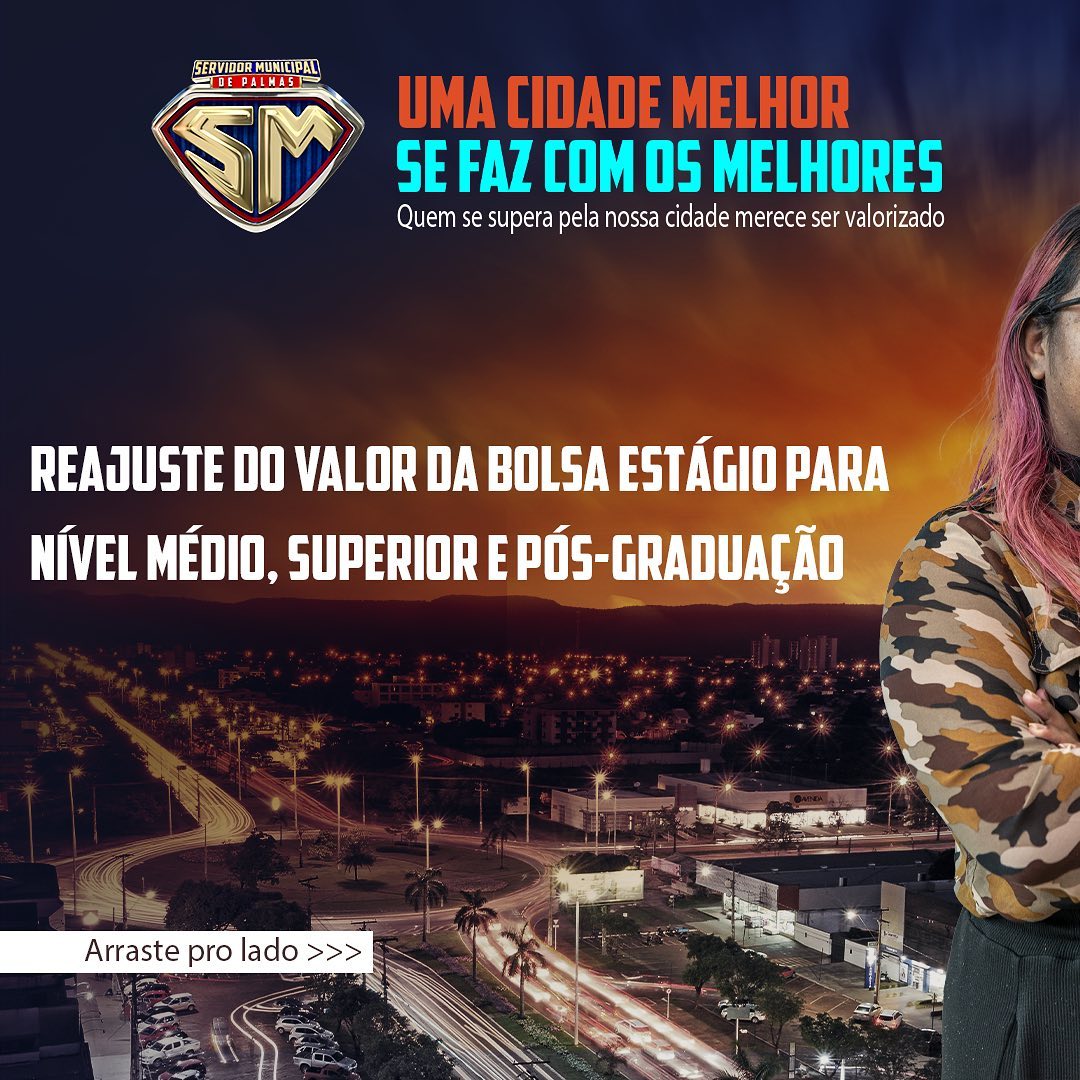 SERVIDOR MUNICIPAL
DE PALMAS
SM
UMA CIDADE MELHOR
SE FAZ COM OS MELHORES
Quem se supera pela nossa cidade merece ser valorizado
REAJUSTE DO VALOR DA BOLSA ESTÁGIO PARA
NÍVEL MÉDIO, SUPERIOR E PÓS-GRADUAÇÃO
AVENIDA
Arraste pro lado >>>